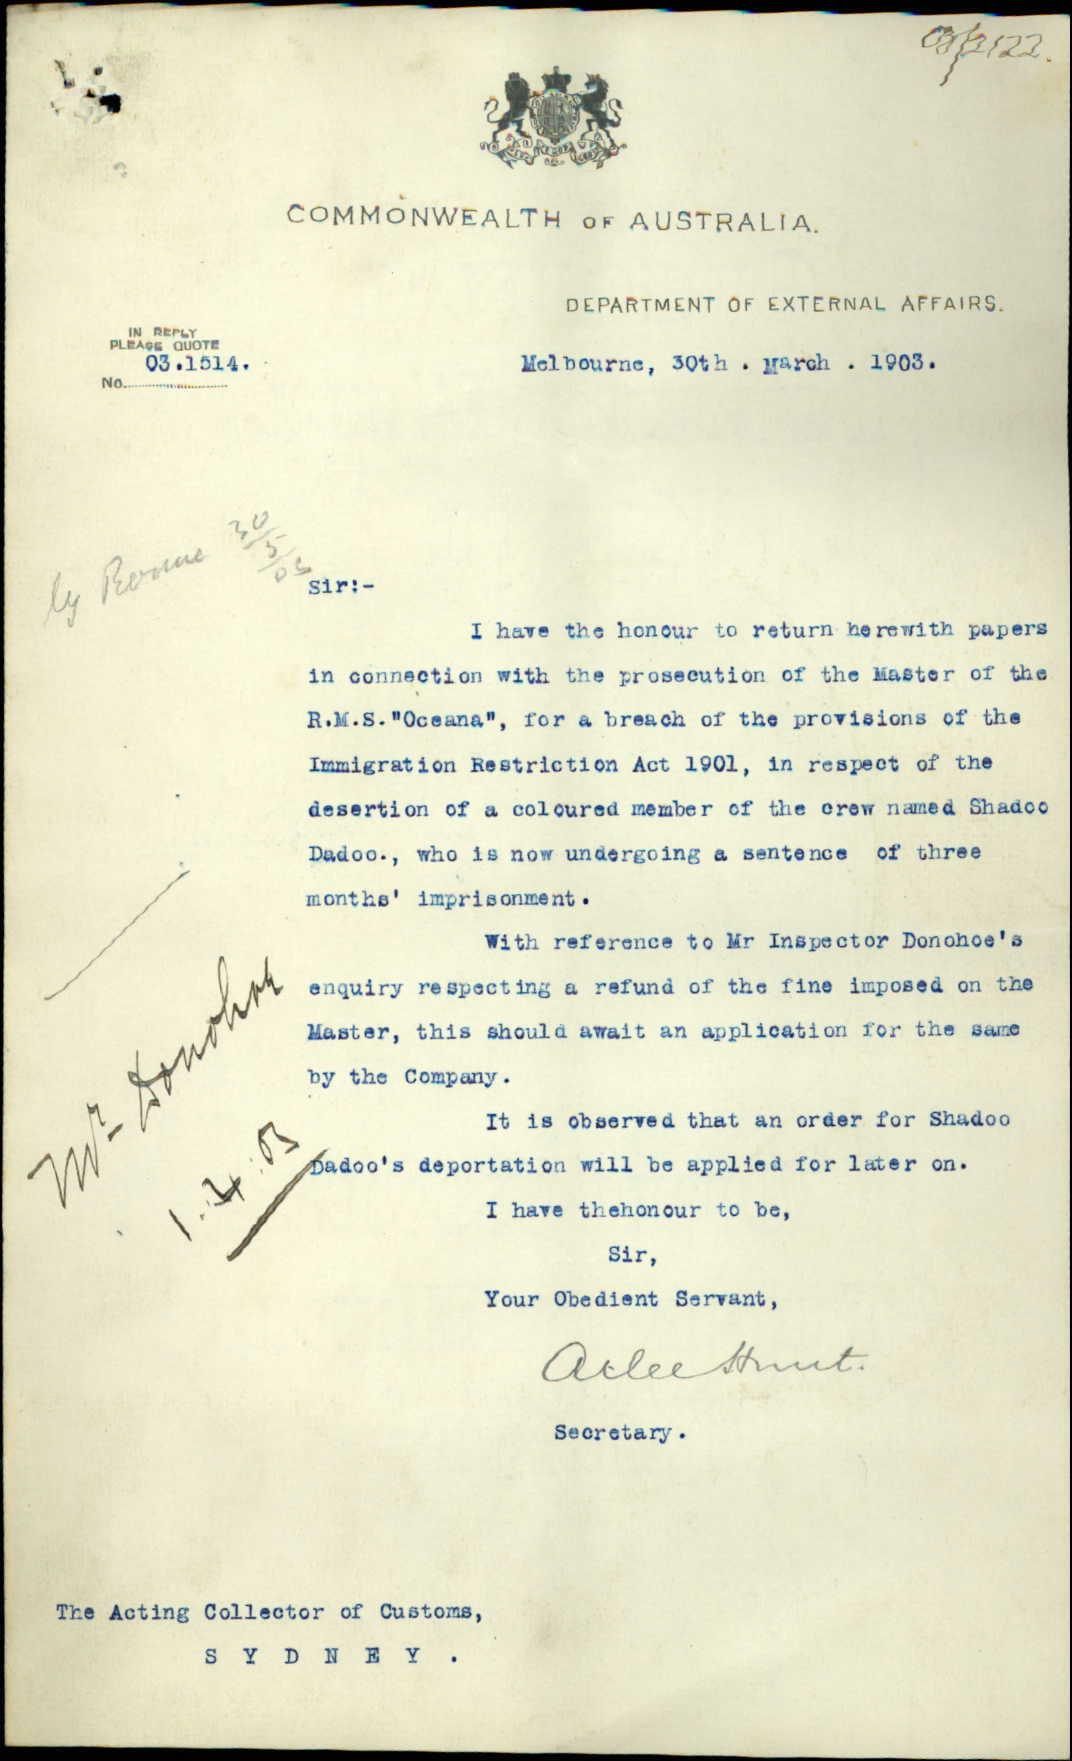 COMMONWEALTH OF AUSTRALIA.
DEPARTMENT OF EXTERNAL AFFAIRS.
IN REPLY
PLEASE QUOTE
03.1514.
No.
Melbourne, 30th . March . 1903.
Sir:-
I have the honour to return herewith papers
in connection with the prosecution of the Master of the
R.M.S."Oceana", for a breach of the provisions of the
Immigration Restriction Act 1901, in respect of the
desertion of a coloured member of the crew named Shadoo
Dadoo., who is now undergoing a sentence of three
months' imprisonment.
With reference to Mr Inspector Donohoe's
enquiry respecting a refund of the fine imposed on the
Master, this should await an application for the same
by the Company.
It is observed that an order for Shadoo
Dadoo's deportation will be applied for later on.
I have thehonour to be,
Sir,
Your Obedient Servant,
Atlee Hunt.
Secretary.
Mr Donohoe
1.4.03
The Acting Collector of Customs,
S Y D N E Y .